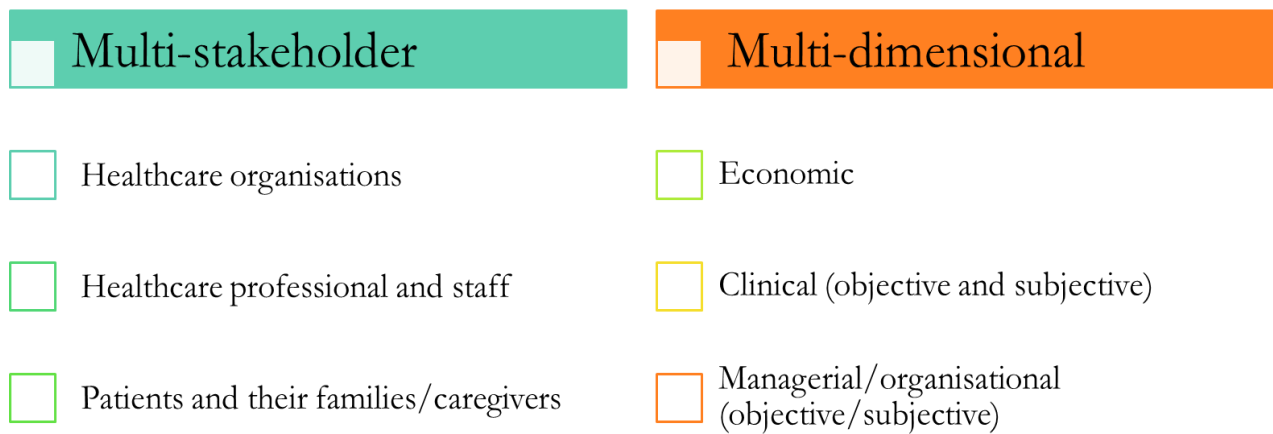 Multi-stakeholder
Healthcare organisations
Healthcare professional and staff
Patients and their families/caregivers
Multi-dimensional
Economic
Clinical (objective and subjective)
Managerial/organisational
(objective/subjective)